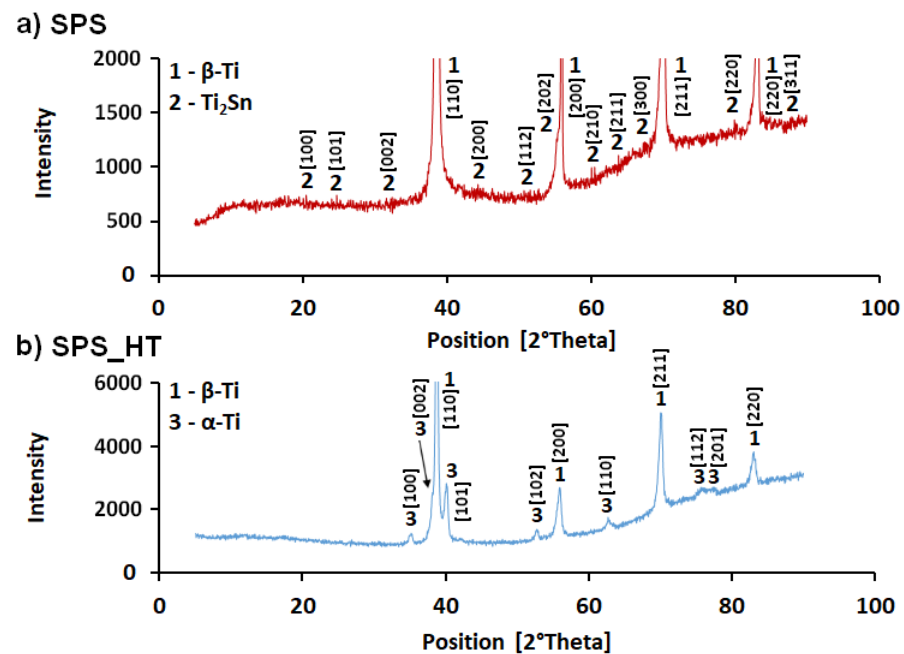 a) SPS
2000
1500
1000
500
0
Intensity
1 - β-Ti
2 - Ti₂Sn
2 [100]
2 [101]
2 [002]
1 [110]
2 [200]
2 [112]
2 [202]
1 [200]
2 [210]
2 [211]
2 [300]
1 [211]
2 [220]
1 [220]
2 [311]
0 20 40 60 80 100
Position [2°Theta]
b) SPS_HT
6000
4000
2000
0
Intensity
1 - β-Ti
3 - α-Ti
3 [100]
3 [002]
1 [110]
3 [101]
3 [102]
1 [200]
3 [110]
1 [211]
3 [112]
3 [201]
1 [220]
0 20 40 60 80 100
Position [2°Theta]